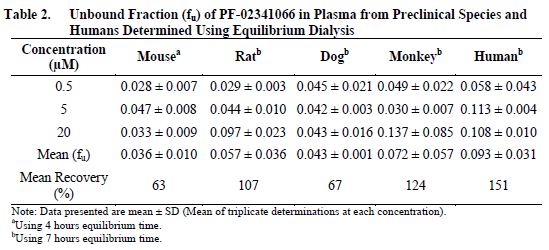 Table 2. Unbound Fraction (fu) of PF-02341066 in Plasma from Preclinical Species and
Humans Determined Using Equilibrium Dialysis
Concentration (µM) Mouseᵃ Ratᵇ Dogᵇ Monkeyᵇ Humanᵇ
0.5 0.028 ± 0.007 0.029 ± 0.003 0.045 ± 0.021 0.049 ± 0.022 0.058 ± 0.043
5 0.047 ± 0.008 0.044 ± 0.010 0.042 ± 0.003 0.030 ± 0.007 0.113 ± 0.004
20 0.033 ± 0.009 0.097 ± 0.023 0.043 ± 0.016 0.137 ± 0.085 0.108 ± 0.010
Mean (fu) 0.036 ± 0.010 0.057 ± 0.036 0.043 ± 0.001 0.072 ± 0.057 0.093 ± 0.031
Mean Recovery (%) 63 107 67 124 151
Note: Data presented are mean ± SD (Mean of triplicate determinations at each concentration).
ᵃUsing 4 hours equilibrium time.
ᵇUsing 7 hours equilibrium time.